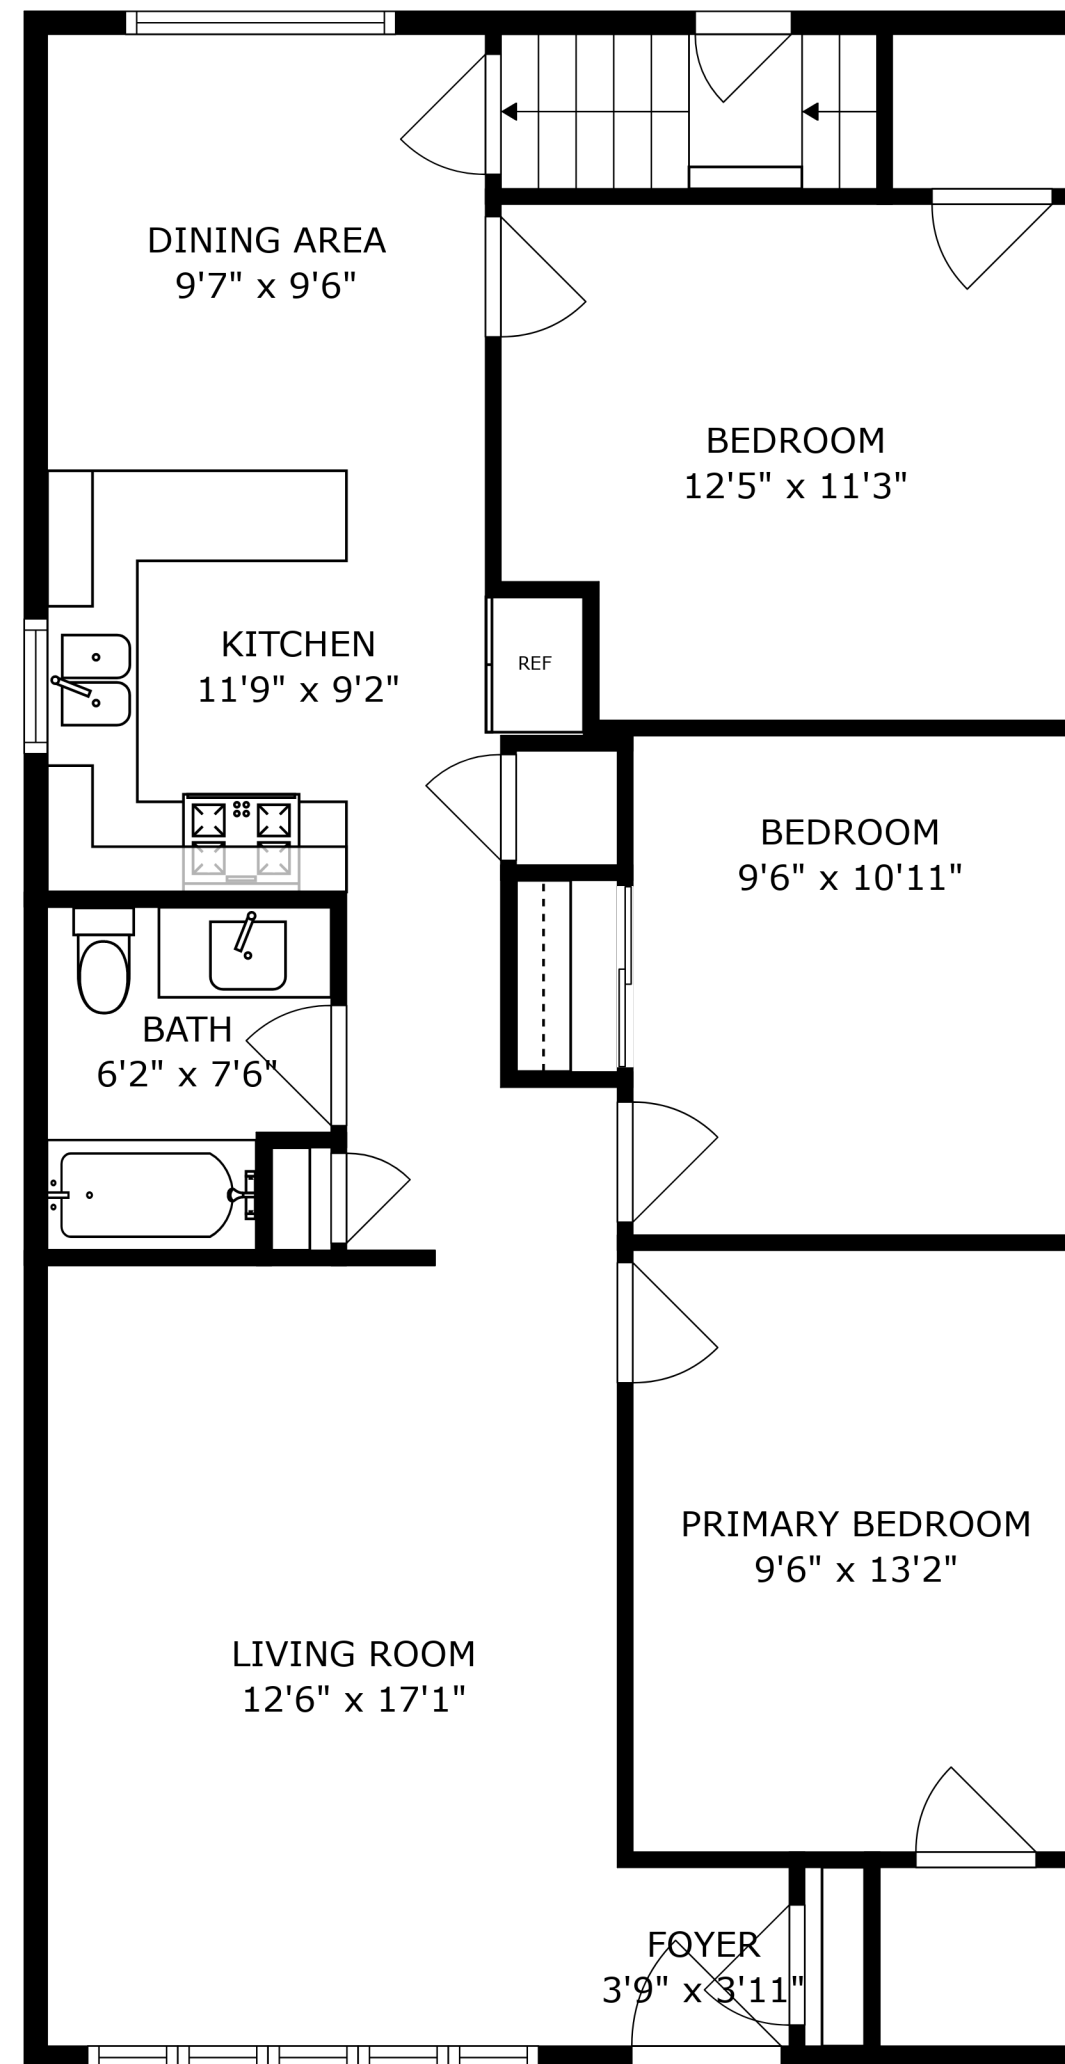 DINING AREA
9'7" x 9'6"
BEDROOM
12'5" x 11'3"
KITCHEN
11'9" x 9'2"
REF
BEDROOM
9'6" x 10'11"
BATH
6'2" x 7'6"
PRIMARY BEDROOM
9'6" x 13'2"
LIVING ROOM
12'6" x 17'1"
FOYER
3'9" x 3'11"